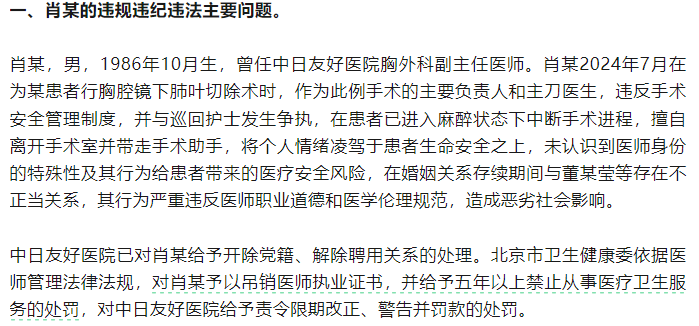 一、肖某的违规违纪违法主要问题。
肖某，男，1986年10月生，曾任中日友好医院胸外科副主任医师。肖某2024年7月在
为某患者行胸腔镜下肺叶切除术时，作为此例手术的主要负责人和主刀医生，违反手术
安全管理制度，并与巡回护士发生争执，在患者已进入麻醉状态下中断手术进程，擅自
离开手术室并带走手术助手，将个人情绪凌驾于患者生命安全之上，未认识到医师身份
的特殊性及其行为给患者带来的医疗安全风险，在婚姻关系存续期间与董某莹等存在不
正当关系，其行为严重违反医师职业道德和医学伦理规范，造成恶劣社会影响。
中日友好医院已对肖某给予开除党籍、解除聘用关系的处理。北京市卫生健康委依据医
师管理法律法规，对肖某予以吊销医师执业证书，并给予五年以上禁止从事医疗卫生服
务的处罚，对中日友好医院给予责令限期改正、警告并罚款的处罚。